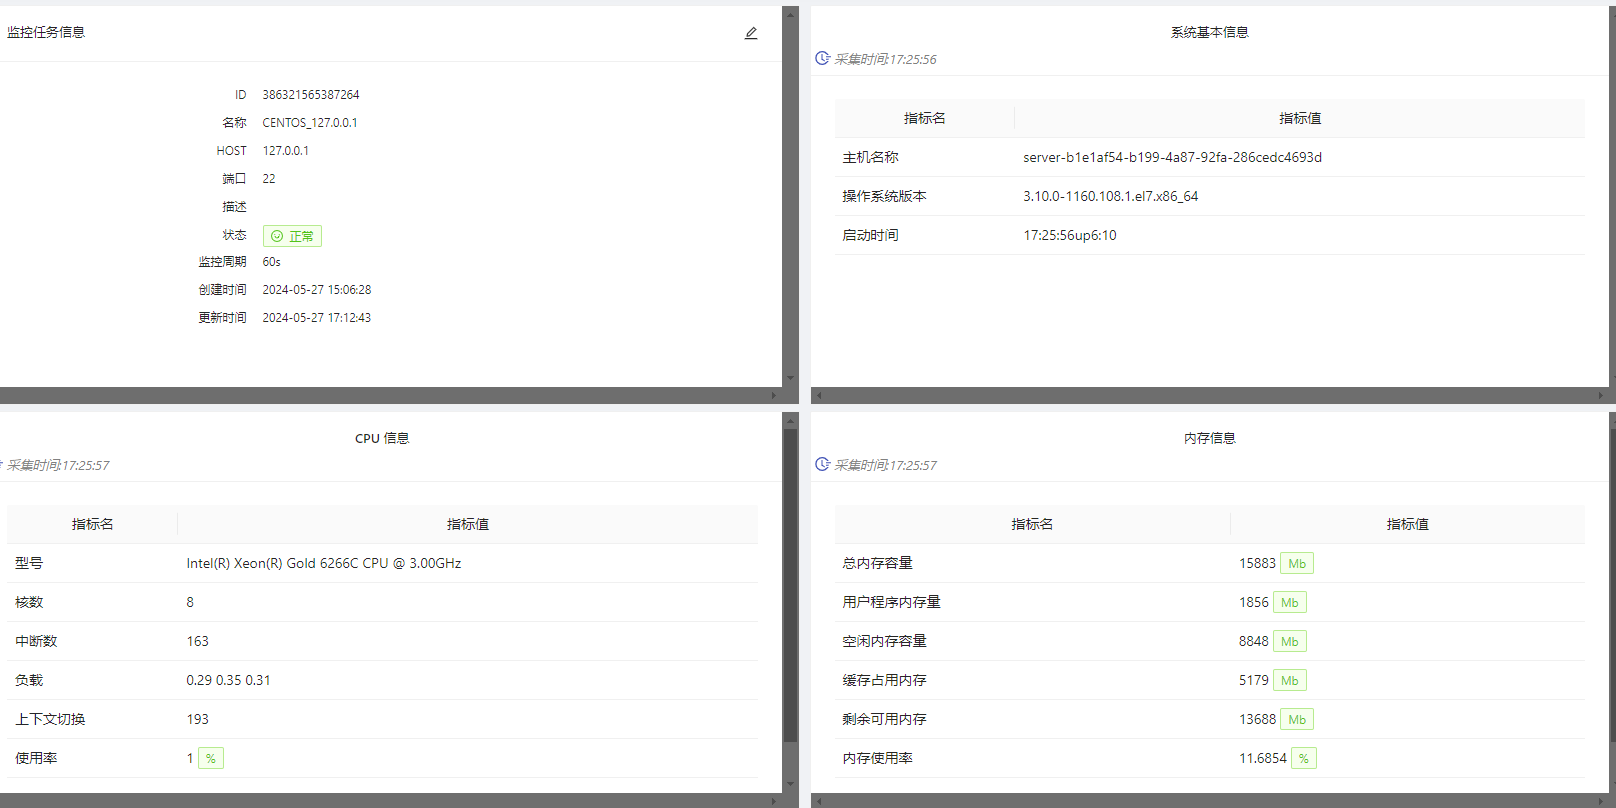 监控任务信息
ID 386321565387264
名称 CENTOS_127.0.0.1
HOST 127.0.0.1
端口 22
描述
状态 正常
监控周期 60s
创建时间 2024-05-27 15:06:28
更新时间 2024-05-27 17:12:43
系统基本信息
采集时间:17:25:56
指标名 指标值
主机名称 server-b1e1af54-b199-4a87-92fa-286cedc4693d
操作系统版本 3.10.0-1160.108.1.el7.x86_64
启动时间 17:25:56up6:10
CPU 信息
采集时间:17:25:57
指标名 指标值
型号 Intel(R) Xeon(R) Gold 6266C CPU @ 3.00GHz
核数 8
中断数 163
负载 0.29 0.35 0.31
上下文切换 193
使用率 1 %
内存信息
采集时间:17:25:57
指标名 指标值
总内存容量 15883 Mb
用户程序内存量 1856 Mb
空闲内存容量 8848 Mb
缓存占用内存 5179 Mb
剩余可用内存 13688 Mb
内存使用率 11.6854 %